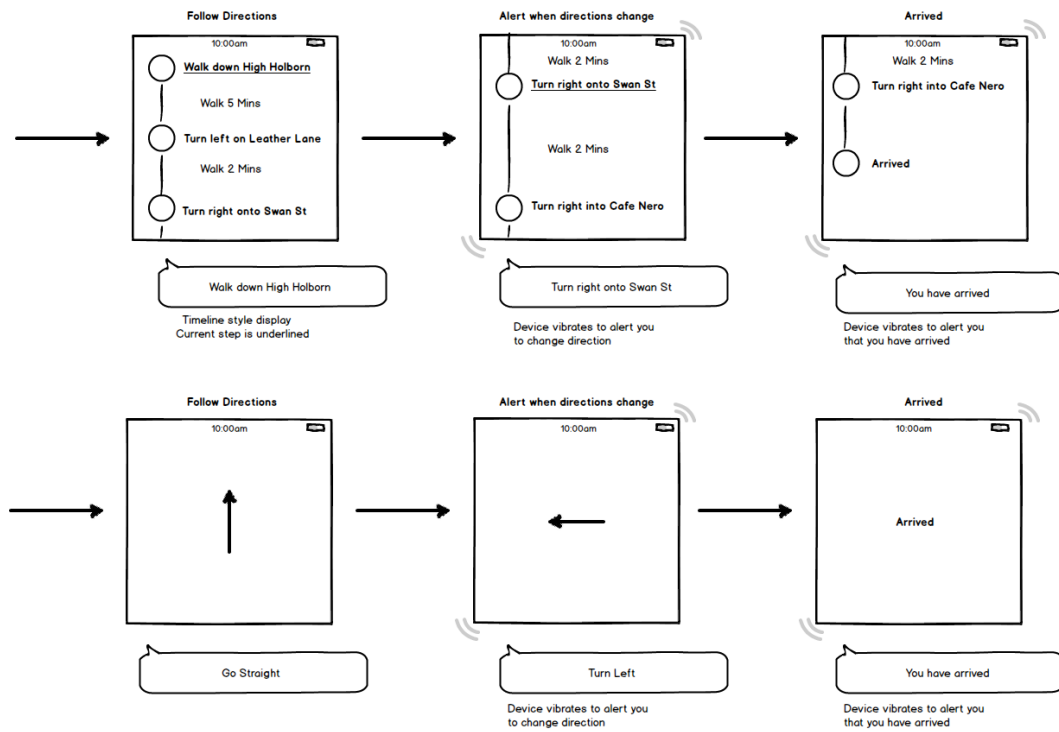 Follow Directions
10:00am
Walk down High Holborn
Walk 5 Mins
Turn left on Leather Lane
Walk 2 Mins
Turn right onto Swan St
Walk down High Holborn
Timeline style display
Current step is underlined
Alert when directions change
10:00am
Walk 2 Mins
Turn right onto Swan St
Walk 2 Mins
Turn right into Cafe Nero
Turn right onto Swan St
Device vibrates to alert you
to change direction
Arrived
10:00am
Walk 2 Mins
Turn right into Cafe Nero
Arrived
You have arrived
Device vibrates to alert you
that you have arrived
Follow Directions
10:00am
Go Straight
Alert when directions change
10:00am
Turn Left
Device vibrates to alert you
to change direction
Arrived
10:00am
Arrived
You have arrived
Device vibrates to alert you
that you have arrived